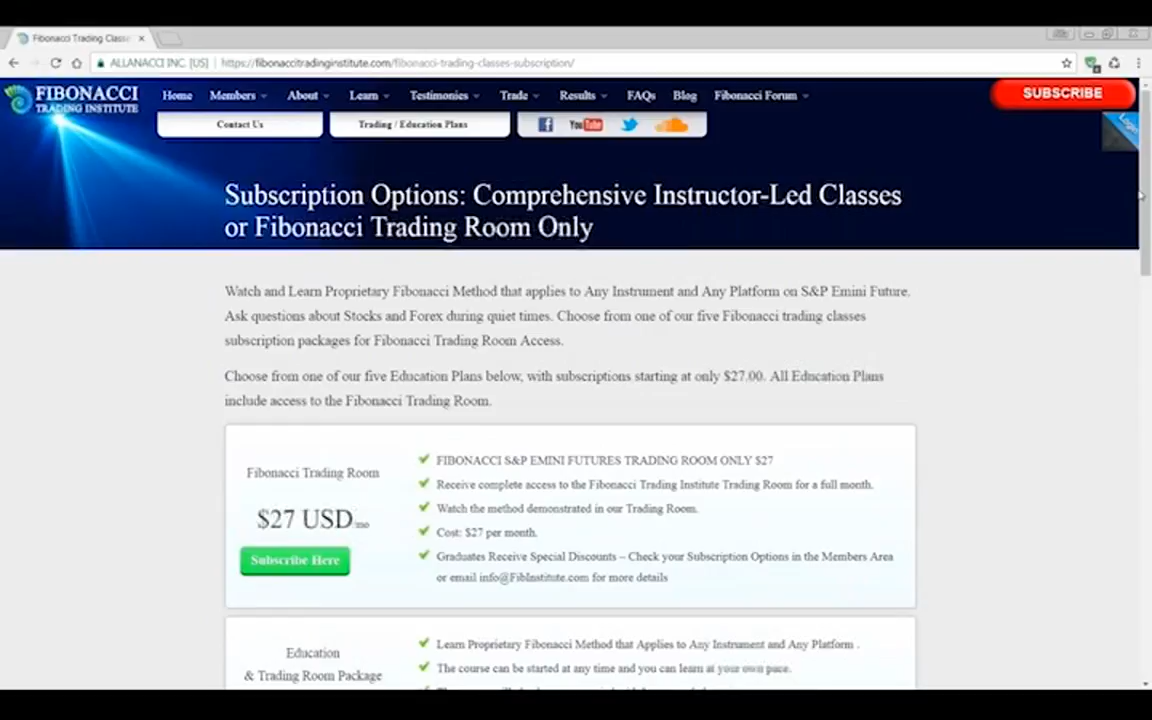 Fibonacci Trading Classe
ALLANACCI INC. [US] https://fibonaccitradinginstitute.com/fibonacci-trading-classes-subscription/
FIBONACCI
TRADING INSTITUTE
Home Members About Learn Testimonies Trade Results FAQs Blog Fibonacci Forum
SUBSCRIBE
Contact Us Trading / Education Plans YouTube
Login
Subscription Options: Comprehensive Instructor-Led Classes
or Fibonacci Trading Room Only
Watch and Learn Proprietary Fibonacci Method that applies to Any Instrument and Any Platform on S&P Emini Future.
Ask questions about Stocks and Forex during quiet times. Choose from one of our five Fibonacci trading classes
subscription packages for Fibonacci Trading Room Access.
Choose from one of our five Education Plans below, with subscriptions starting at only $27.00. All Education Plans
include access to the Fibonacci Trading Room.
Fibonacci Trading Room
$27 USD/mo
Subscribe Here
FIBONACCI S&P EMINI FUTURES TRADING ROOM ONLY $27
Receive complete access to the Fibonacci Trading Institute Trading Room for a full month.
Watch the method demonstrated in our Trading Room.
Cost: $27 per month.
Graduates Receive Special Discounts – Check your Subscription Options in the Members Area
or email info@FibInstitute.com for more details
Education
& Trading Room Package
Learn Proprietary Fibonacci Method that Applies to Any Instrument and Any Platform .
The course can be started at any time and you can learn at your own pace.